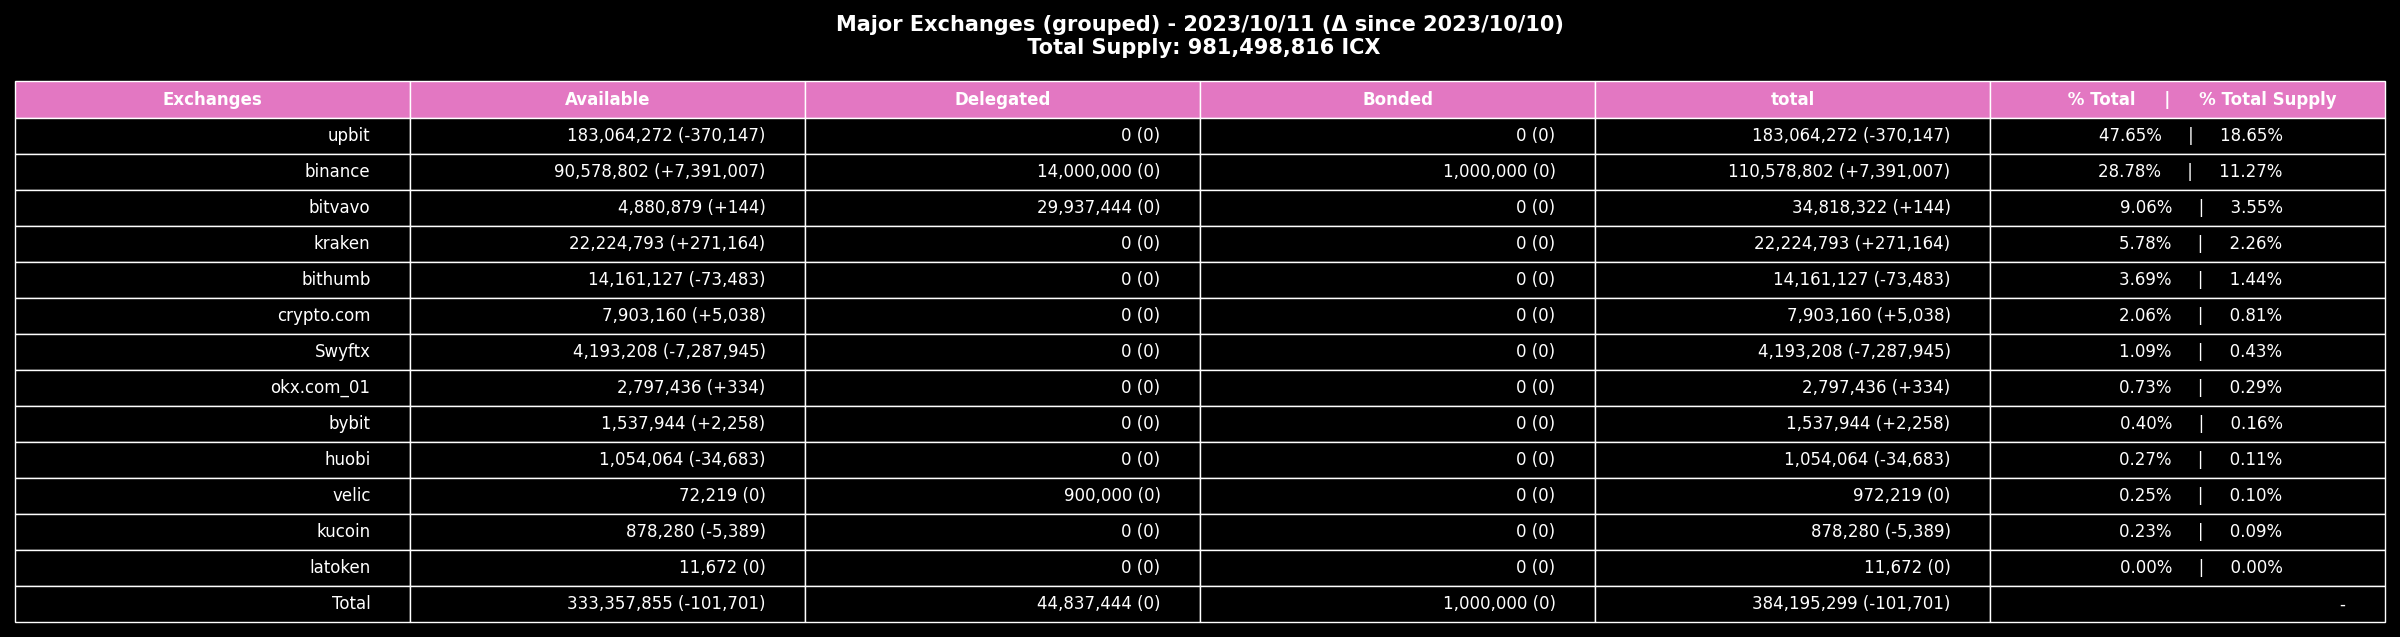 Major Exchanges (grouped) - 2023/10/11 (Δ since 2023/10/10)
Total Supply: 981,498,816 ICX
Exchanges Available Delegated Bonded total % Total | % Total Supply
upbit 183,064,272 (-370,147) 0 (0) 0 (0) 183,064,272 (-370,147) 47.65% | 18.65%
binance 90,578,802 (+7,391,007) 14,000,000 (0) 1,000,000 (0) 110,578,802 (+7,391,007) 28.78% | 11.27%
bitvavo 4,880,879 (+144) 29,937,444 (0) 0 (0) 34,818,322 (+144) 9.06% | 3.55%
kraken 22,224,793 (+271,164) 0 (0) 0 (0) 22,224,793 (+271,164) 5.78% | 2.26%
bithumb 14,161,127 (-73,483) 0 (0) 0 (0) 14,161,127 (-73,483) 3.69% | 1.44%
crypto.com 7,903,160 (+5,038) 0 (0) 0 (0) 7,903,160 (+5,038) 2.06% | 0.81%
Swyftx 4,193,208 (-7,287,945) 0 (0) 0 (0) 4,193,208 (-7,287,945) 1.09% | 0.43%
okx.com_01 2,797,436 (+334) 0 (0) 0 (0) 2,797,436 (+334) 0.73% | 0.29%
bybit 1,537,944 (+2,258) 0 (0) 0 (0) 1,537,944 (+2,258) 0.40% | 0.16%
huobi 1,054,064 (-34,683) 0 (0) 0 (0) 1,054,064 (-34,683) 0.27% | 0.11%
velic 72,219 (0) 900,000 (0) 0 (0) 972,219 (0) 0.25% | 0.10%
kucoin 878,280 (-5,389) 0 (0) 0 (0) 878,280 (-5,389) 0.23% | 0.09%
latoken 11,672 (0) 0 (0) 0 (0) 11,672 (0) 0.00% | 0.00%
Total 333,357,855 (-101,701) 44,837,444 (0) 1,000,000 (0) 384,195,299 (-101,701) -